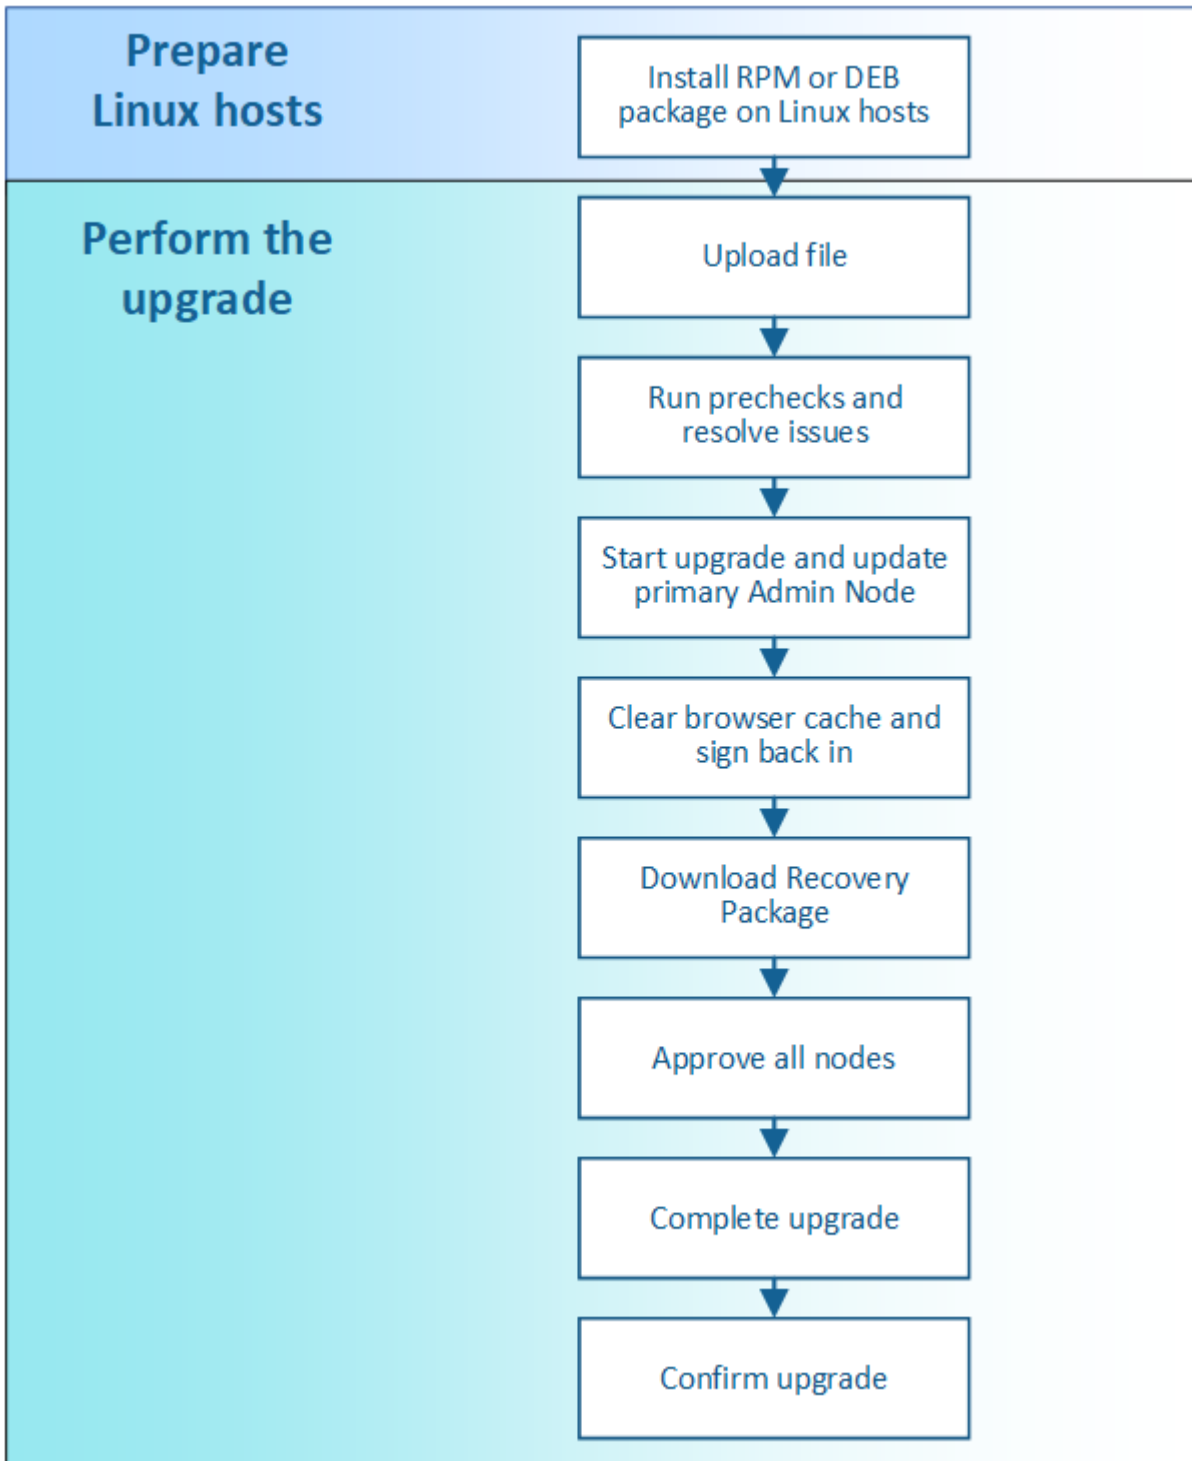 Prepare
Linux hosts
Install RPM or DEB
package on Linux hosts
Perform the
upgrade
Upload file
Run prechecks and
resolve issues
Start upgrade and update
primary Admin Node
Clear browser cache and
sign back in
Download Recovery
Package
Approve all nodes
Complete upgrade
Confirm upgrade